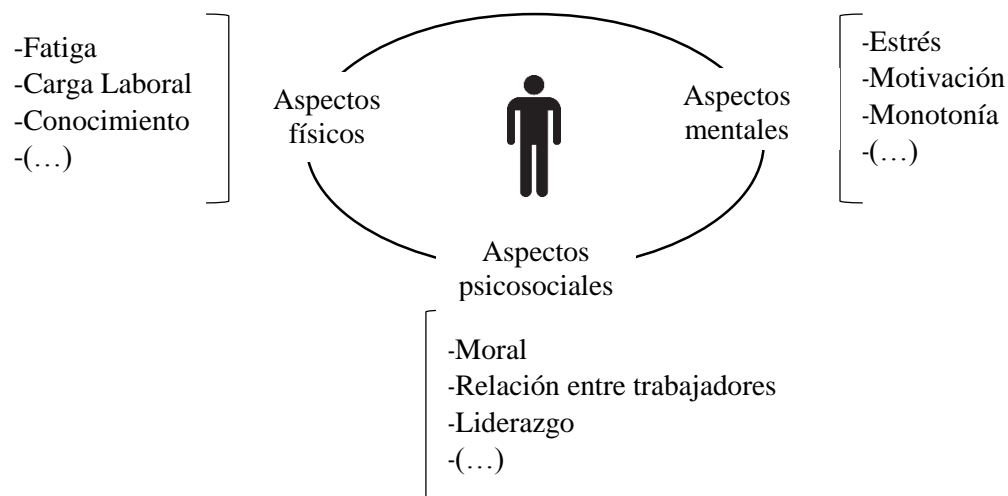 -Fatiga
-Carga Laboral
-Conocimiento
-(…)
Aspectos
físicos
Aspectos
mentales
-Estrés
-Motivación
-Monotonía
-(…)
Aspectos
psicosociales
-Moral
-Relación entre trabajadores
-Liderazgo
-(…)